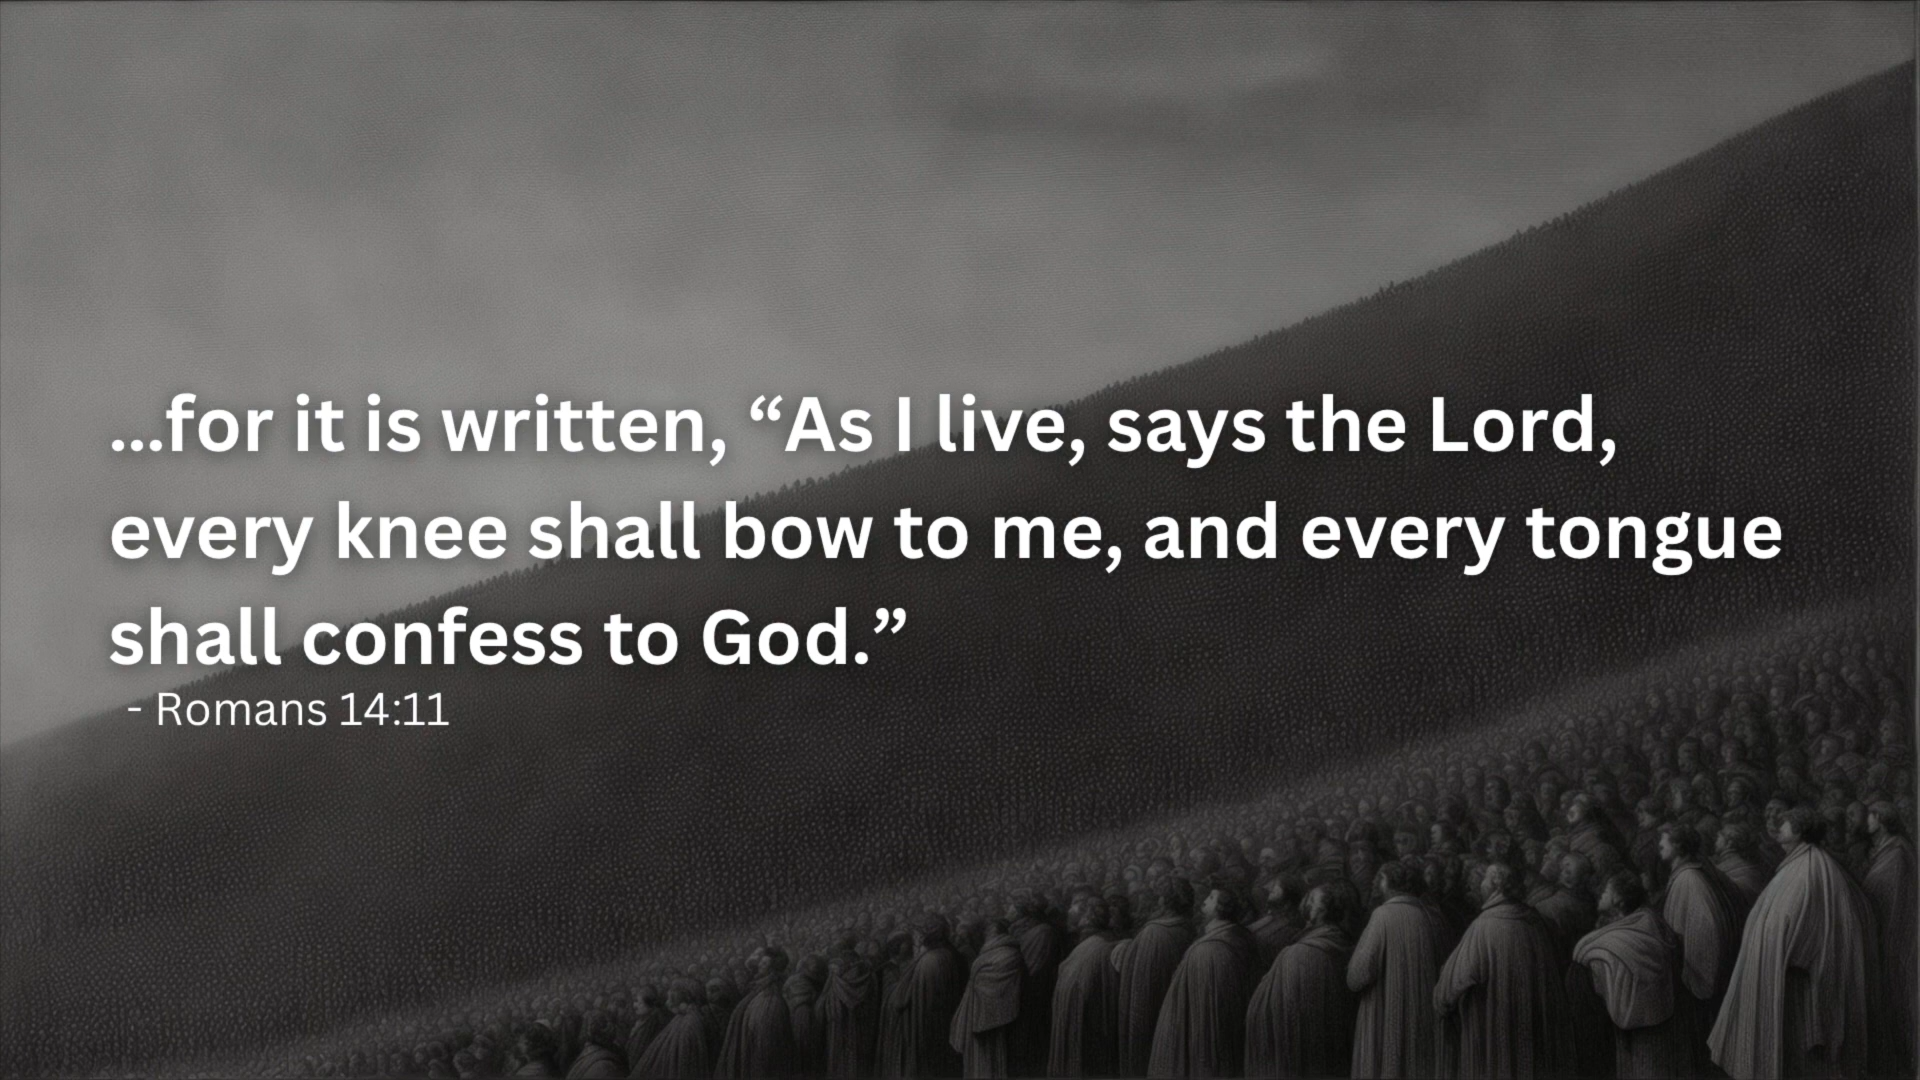 ...for it is written, “As I live, says the Lord,
every knee shall bow to me, and every tongue
shall confess to God.”
- Romans 14:11